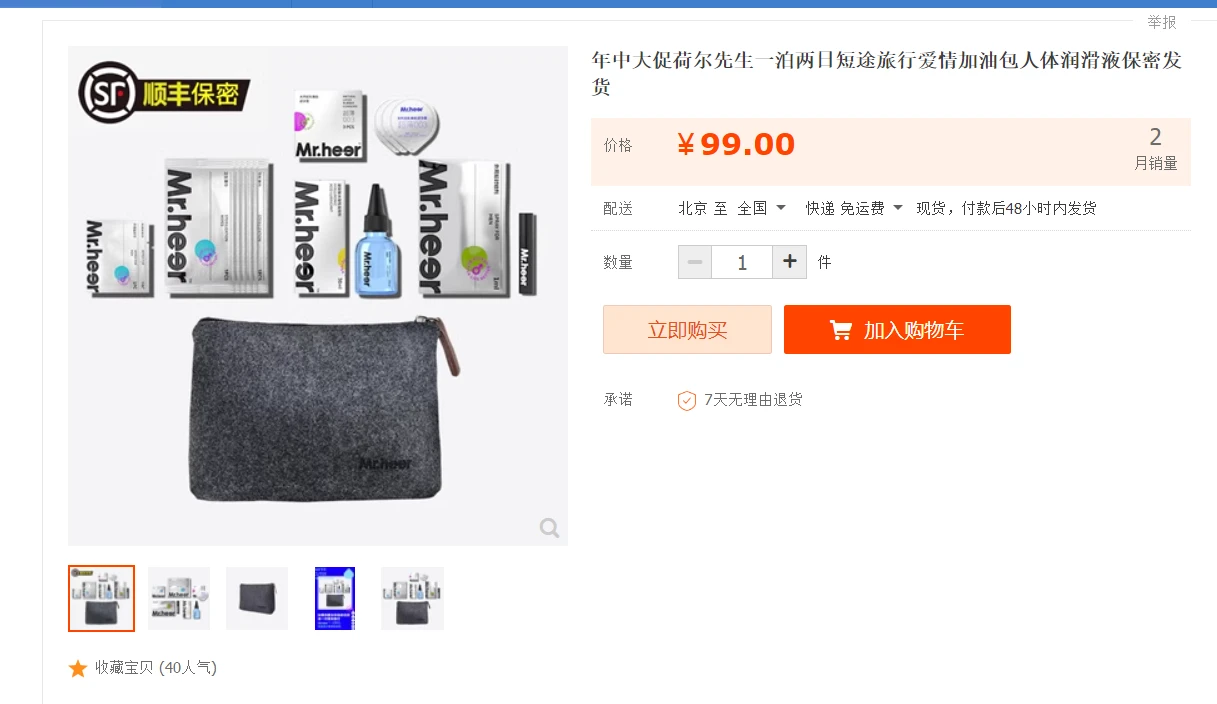 举报
年中大促荷尔先生一泊两日短途旅行爱情加油包人体润滑液保密发
货
价格
¥99.00
2
月销量
配送
北京 至 全国
快递 免运费
现货，付款后48小时内发货
数量
1
件
立即购买
加入购物车
承诺
7天无理由退货
SF 顺丰保密
Mr.heer
Mr.heer
Mr.heer
Mr.heer
Mr.heer
Mr.heer
Mr.heer
Mr.heer
Mr.heer
收藏宝贝 (40人气)